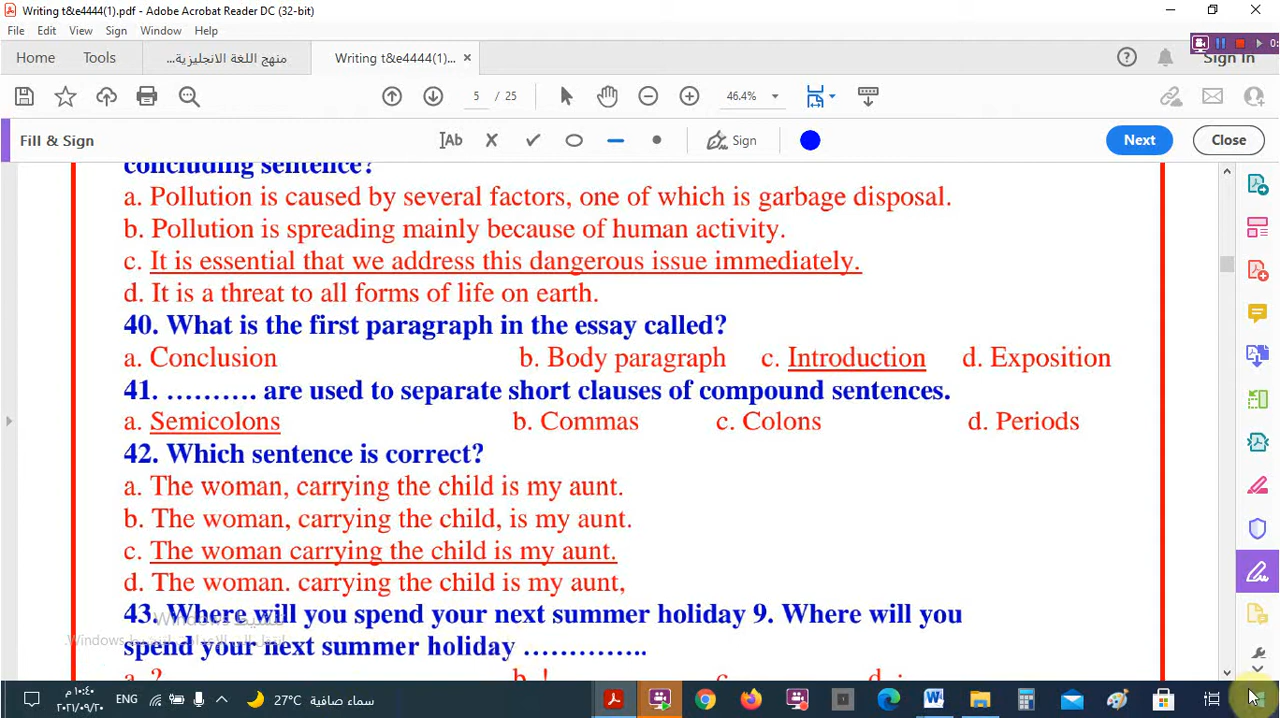 Writing t&e4444(1).pdf - Adobe Acrobat Reader DC (32-bit)
File Edit View Sign Window Help
Home Tools منهج اللغة الانجليزية... Writing t&e4444(1)... × Sign In
5 / 25 46.4%
Fill & Sign Ab Sign Next Close
concluding sentence?
a. Pollution is caused by several factors, one of which is garbage disposal.
b. Pollution is spreading mainly because of human activity.
c. It is essential that we address this dangerous issue immediately.
d. It is a threat to all forms of life on earth.
40. What is the first paragraph in the essay called?
a. Conclusion b. Body paragraph c. Introduction d. Exposition
41. ………. are used to separate short clauses of compound sentences.
a. Semicolons b. Commas c. Colons d. Periods
42. Which sentence is correct?
a. The woman, carrying the child is my aunt.
b. The woman, carrying the child, is my aunt.
c. The woman carrying the child is my aunt.
d. The woman. carrying the child is my aunt,
43. Where will you spend your next summer holiday 9. Where will you
تنشيط Windows
spend your next summer holiday …………..
a. ? b. ! c. d. ;
١٠:٤٠ م
٢٠٢١/٠٩/٢٠
ENG 27°C سماء صافية